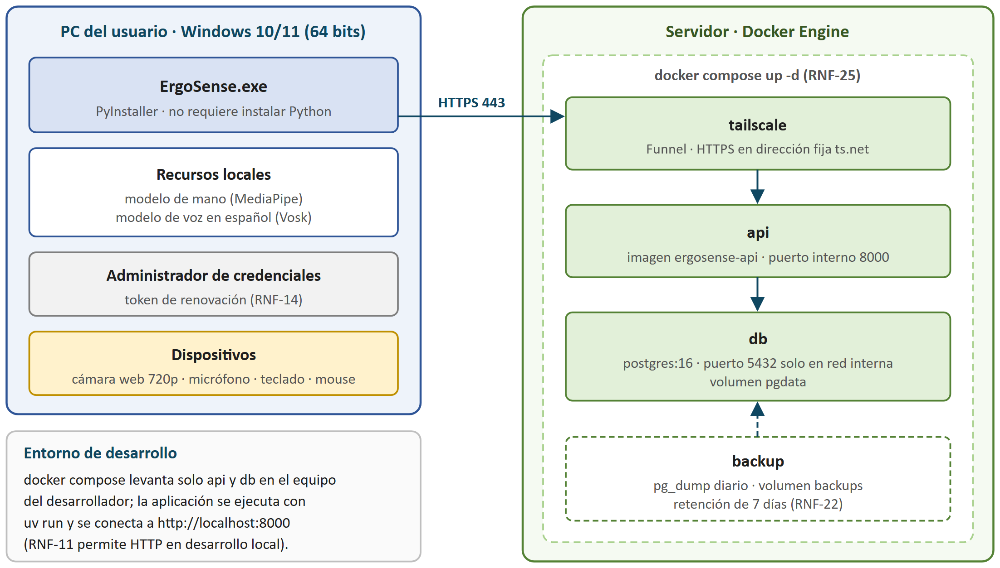 PC del usuario · Windows 10/11 (64 bits)
ErgoSense.exe
PyInstaller · no requiere instalar Python
Recursos locales
modelo de mano (MediaPipe)
modelo de voz en español (Vosk)
Administrador de credenciales
token de renovación (RNF-14)
Dispositivos
cámara web 720p · micrófono · teclado · mouse
Entorno de desarrollo
docker compose levanta solo api y db en el equipo
del desarrollador; la aplicación se ejecuta con
uv run y se conecta a http://localhost:8000
(RNF-11 permite HTTP en desarrollo local).
HTTPS 443
Servidor · Docker Engine
docker compose up -d (RNF-25)
tailscale
Funnel · HTTPS en dirección fija ts.net
api
imagen ergosense-api · puerto interno 8000
db
postgres:16 · puerto 5432 solo en red interna
volumen pgdata
backup
pg_dump diario · volumen backups
retención de 7 días (RNF-22)